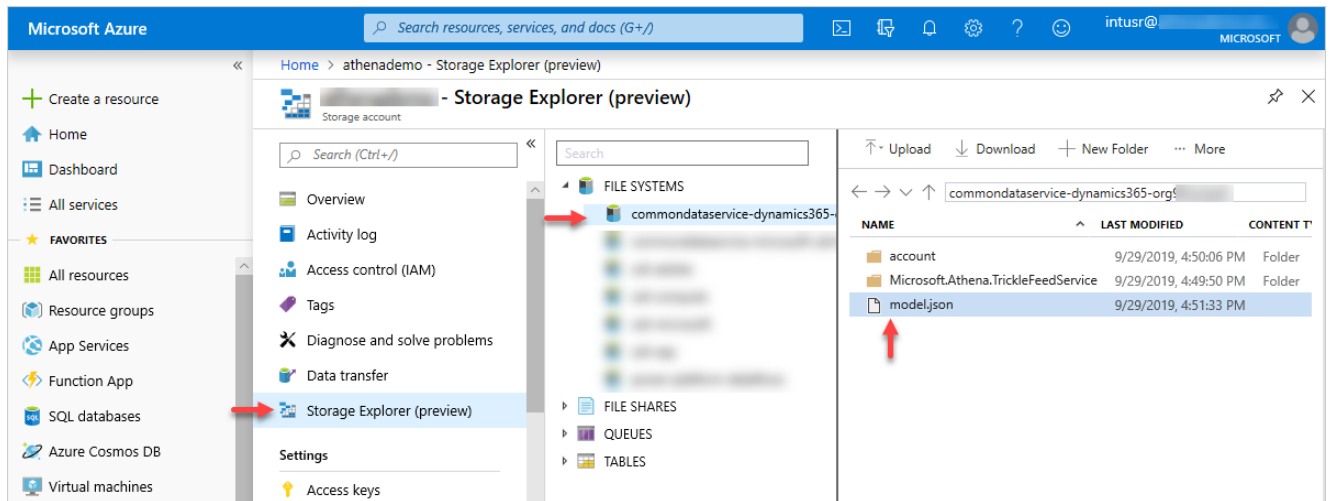 Microsoft Azure
Search resources, services, and docs (G+/)
intusr@
MICROSOFT
Create a resource
Home
Dashboard
All services
FAVORITES
All resources
Resource groups
App Services
Function App
SQL databases
Azure Cosmos DB
Virtual machines
Home > athenademo - Storage Explorer (preview)
- Storage Explorer (preview)
Storage account
Search (Ctrl+/)
Overview
Activity log
Access control (IAM)
Tags
Diagnose and solve problems
Data transfer
Storage Explorer (preview)
Settings
Access keys
Search
FILE SYSTEMS
commondataservice-dynamics365-
FILE SHARES
QUEUES
TABLES
Upload Download New Folder ... More
commondataservice-dynamics365-org
NAME LAST MODIFIED CONTENT T
account 9/29/2019, 4:50:06 PM Folder
Microsoft.Athena.TrickleFeedService 9/29/2019, 4:49:50 PM Folder
model.json 9/29/2019, 4:51:33 PM